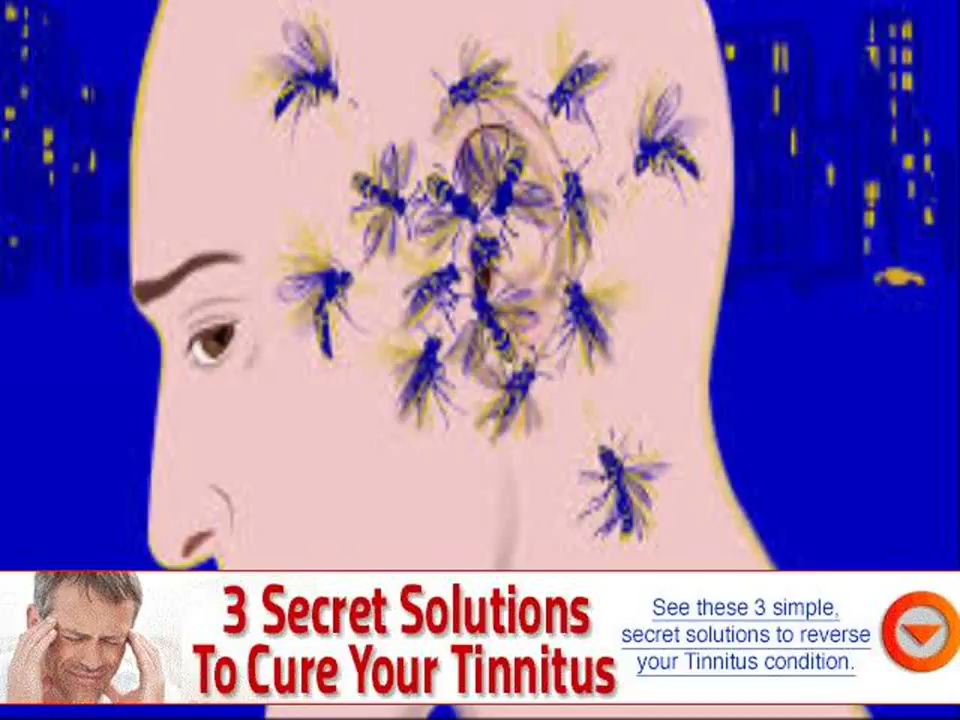 3 Secret Solutions
To Cure Your Tinnitus
See these 3 simple,
secret solutions to reverse
your Tinnitus condition.